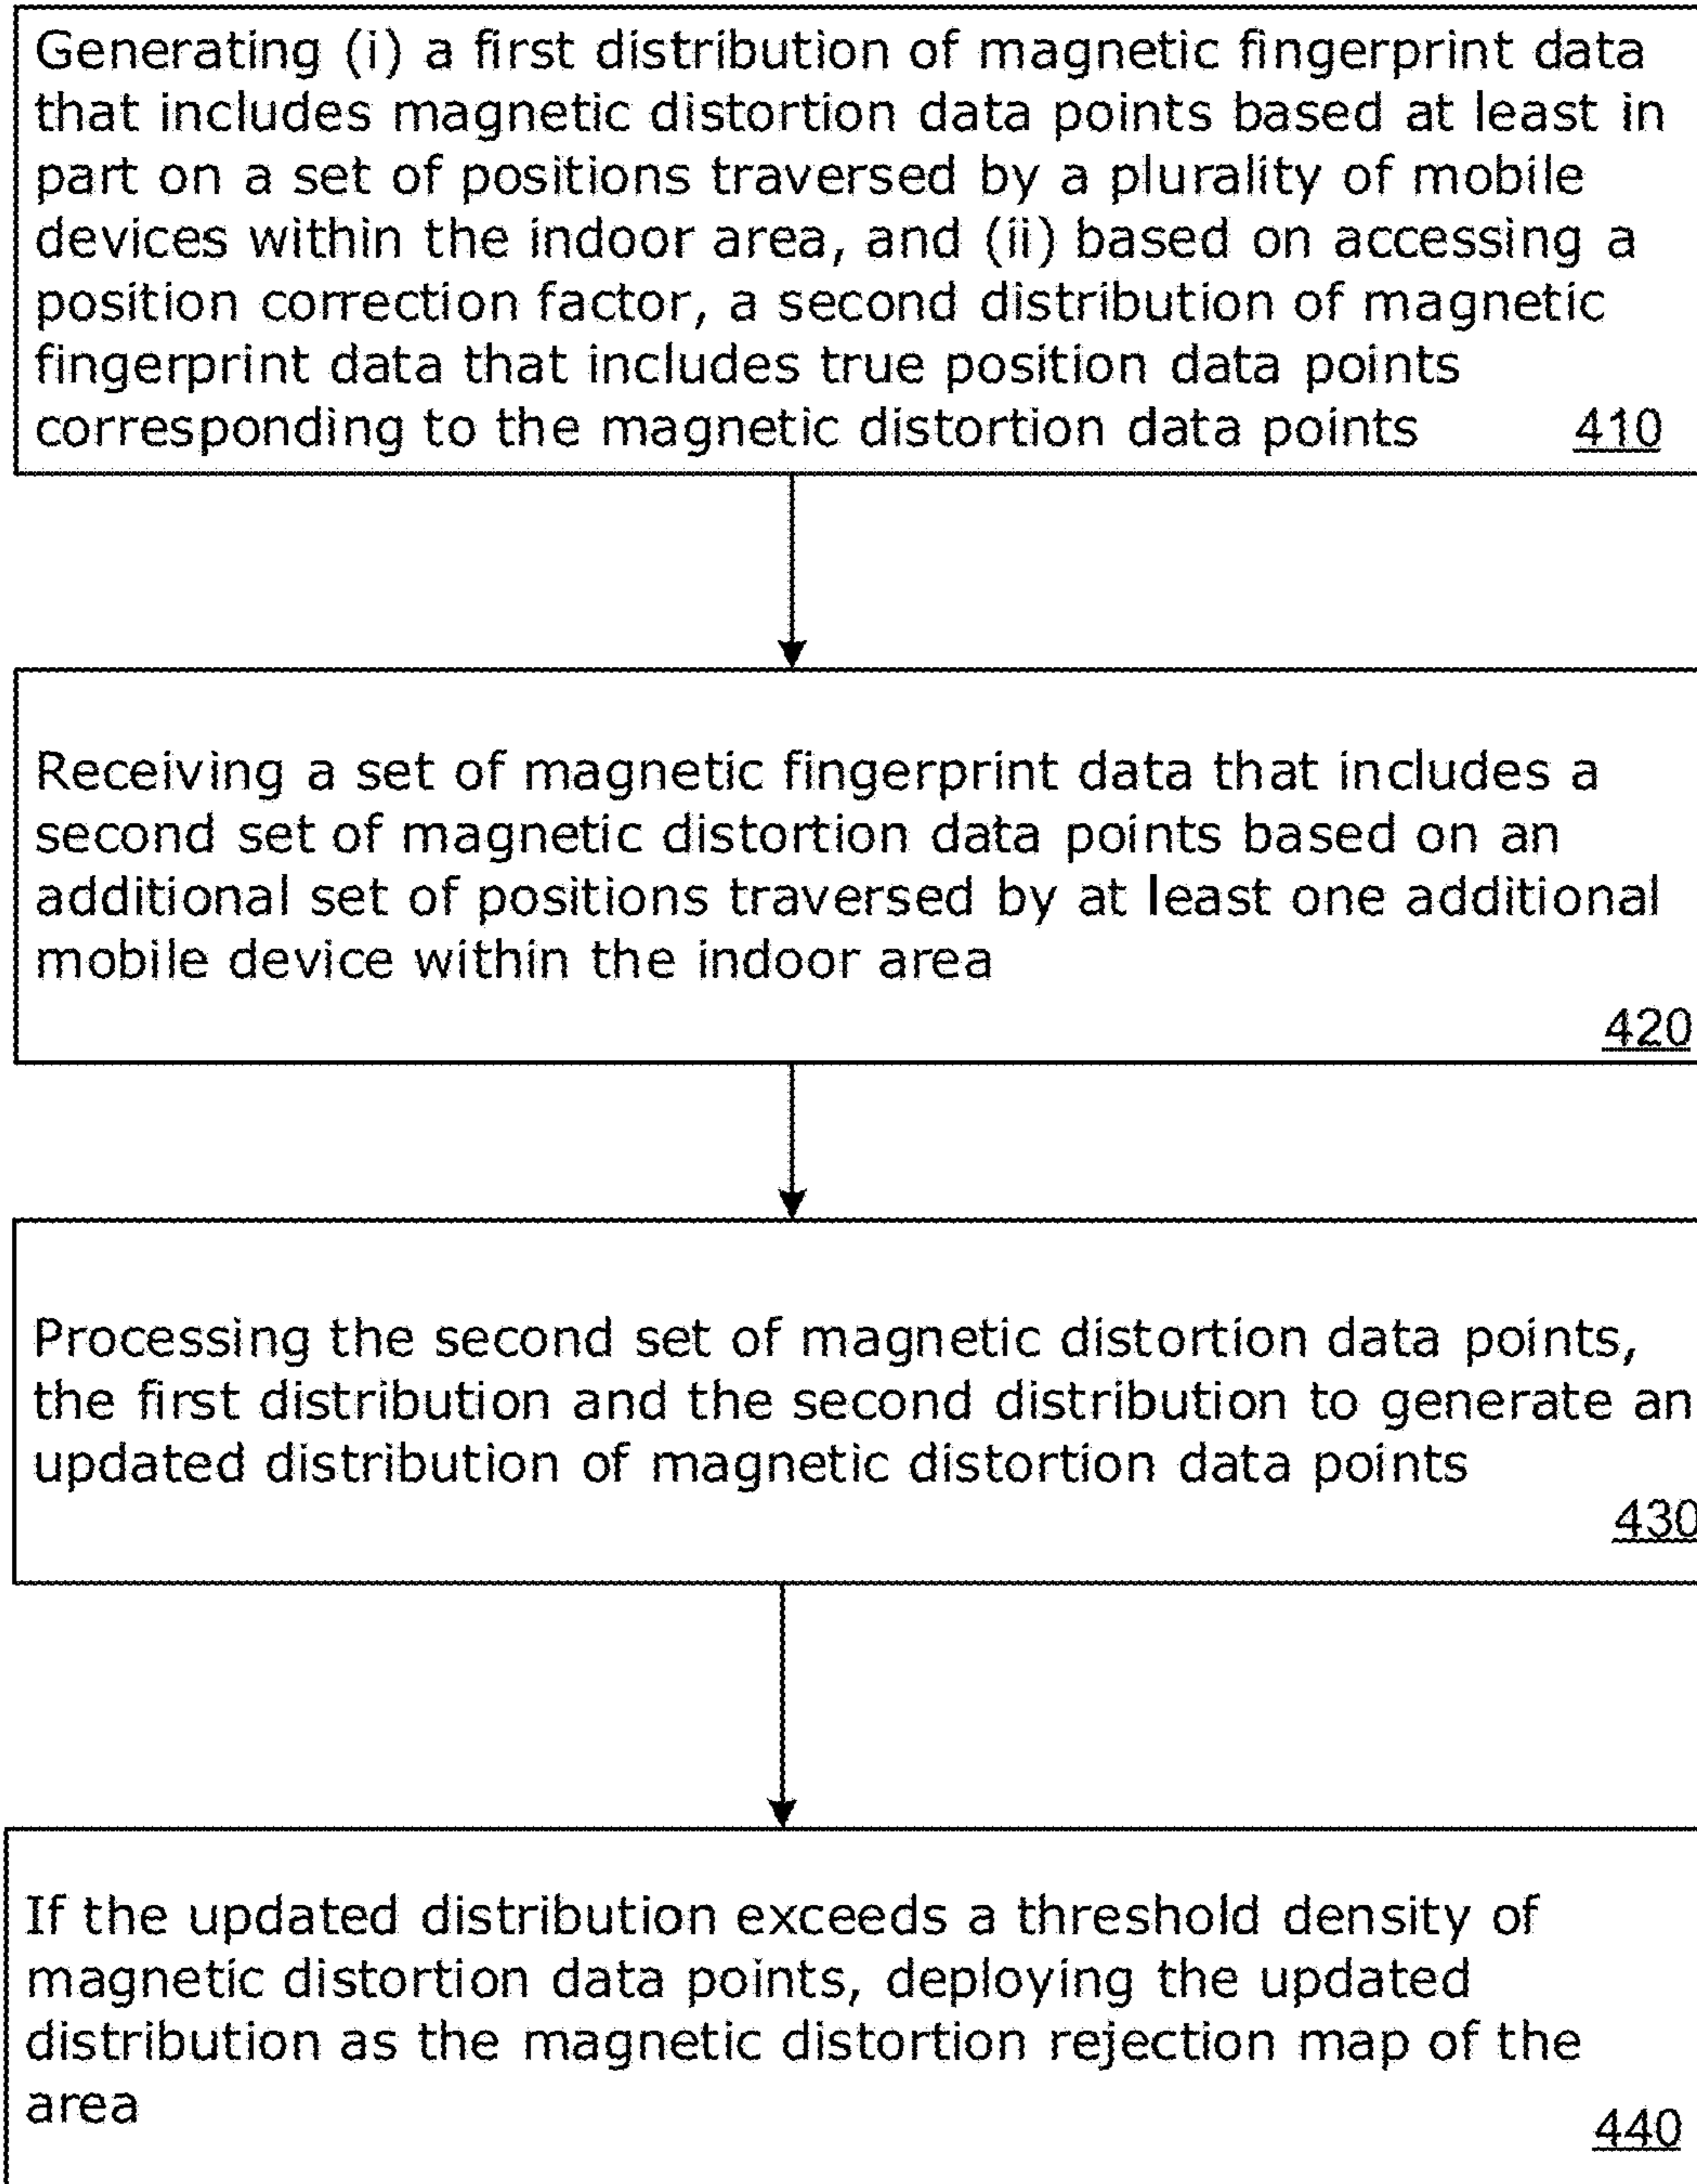 Generating (i) a first distribution of magnetic fingerprint data
that includes magnetic distortion data points based at least in
part on a set of positions traversed by a plurality of mobile
devices within the indoor area, and (ii) based on accessing a
position correction factor, a second distribution of magnetic
fingerprint data that includes true position data points
corresponding to the magnetic distortion data points 410
Receiving a set of magnetic fingerprint data that includes a
second set of magnetic distortion data points based on an
additional set of positions traversed by at least one additional
mobile device within the indoor area
420
Processing the second set of magnetic distortion data points,
the first distribution and the second distribution to generate an
updated distribution of magnetic distortion data points
430
If the updated distribution exceeds a threshold density of
magnetic distortion data points, deploying the updated
distribution as the magnetic distortion rejection map of the
area
440